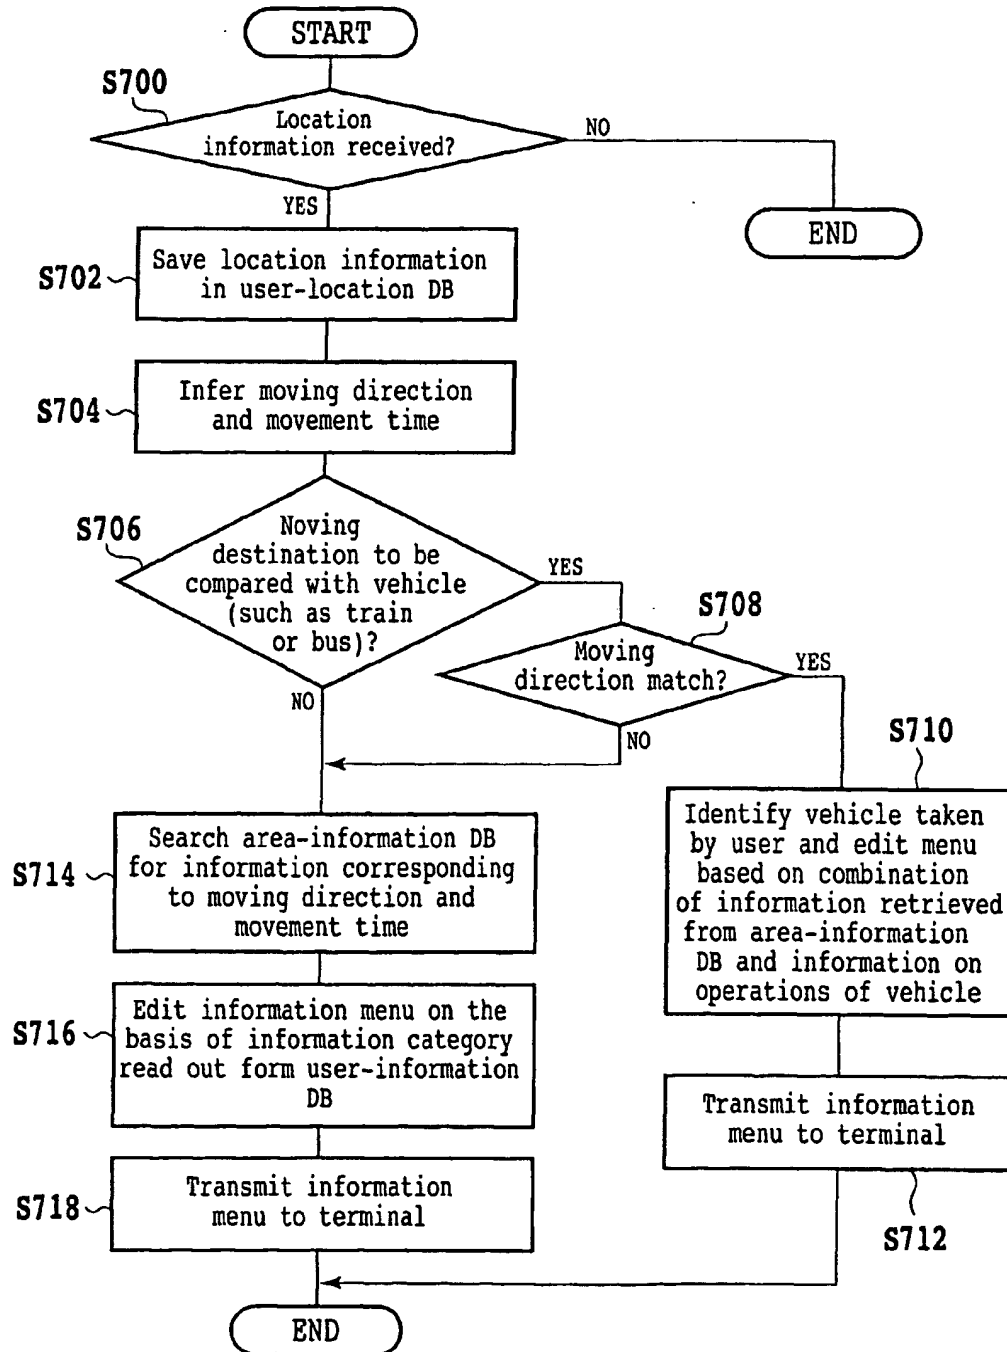 START
S700
Location
information received?
NO
YES
END
S702
Save location information
in user-location DB
S704
Infer moving direction
and movement time
S706
Noving
destination to be
compared with vehicle
(such as train
or bus)?
YES
NO
S708
Moving
direction match?
YES
NO
S710
Identify vehicle taken
by user and edit menu
based on combination
of information retrieved
from area-information
DB and information on
operations of vehicle
S714
Search area-information DB
for information corresponding
to moving direction and
movement time
S716
Edit information menu on the
basis of information category
read out form user-information
DB
Transmit information
menu to terminal
S712
S718
Transmit information
menu to terminal
END